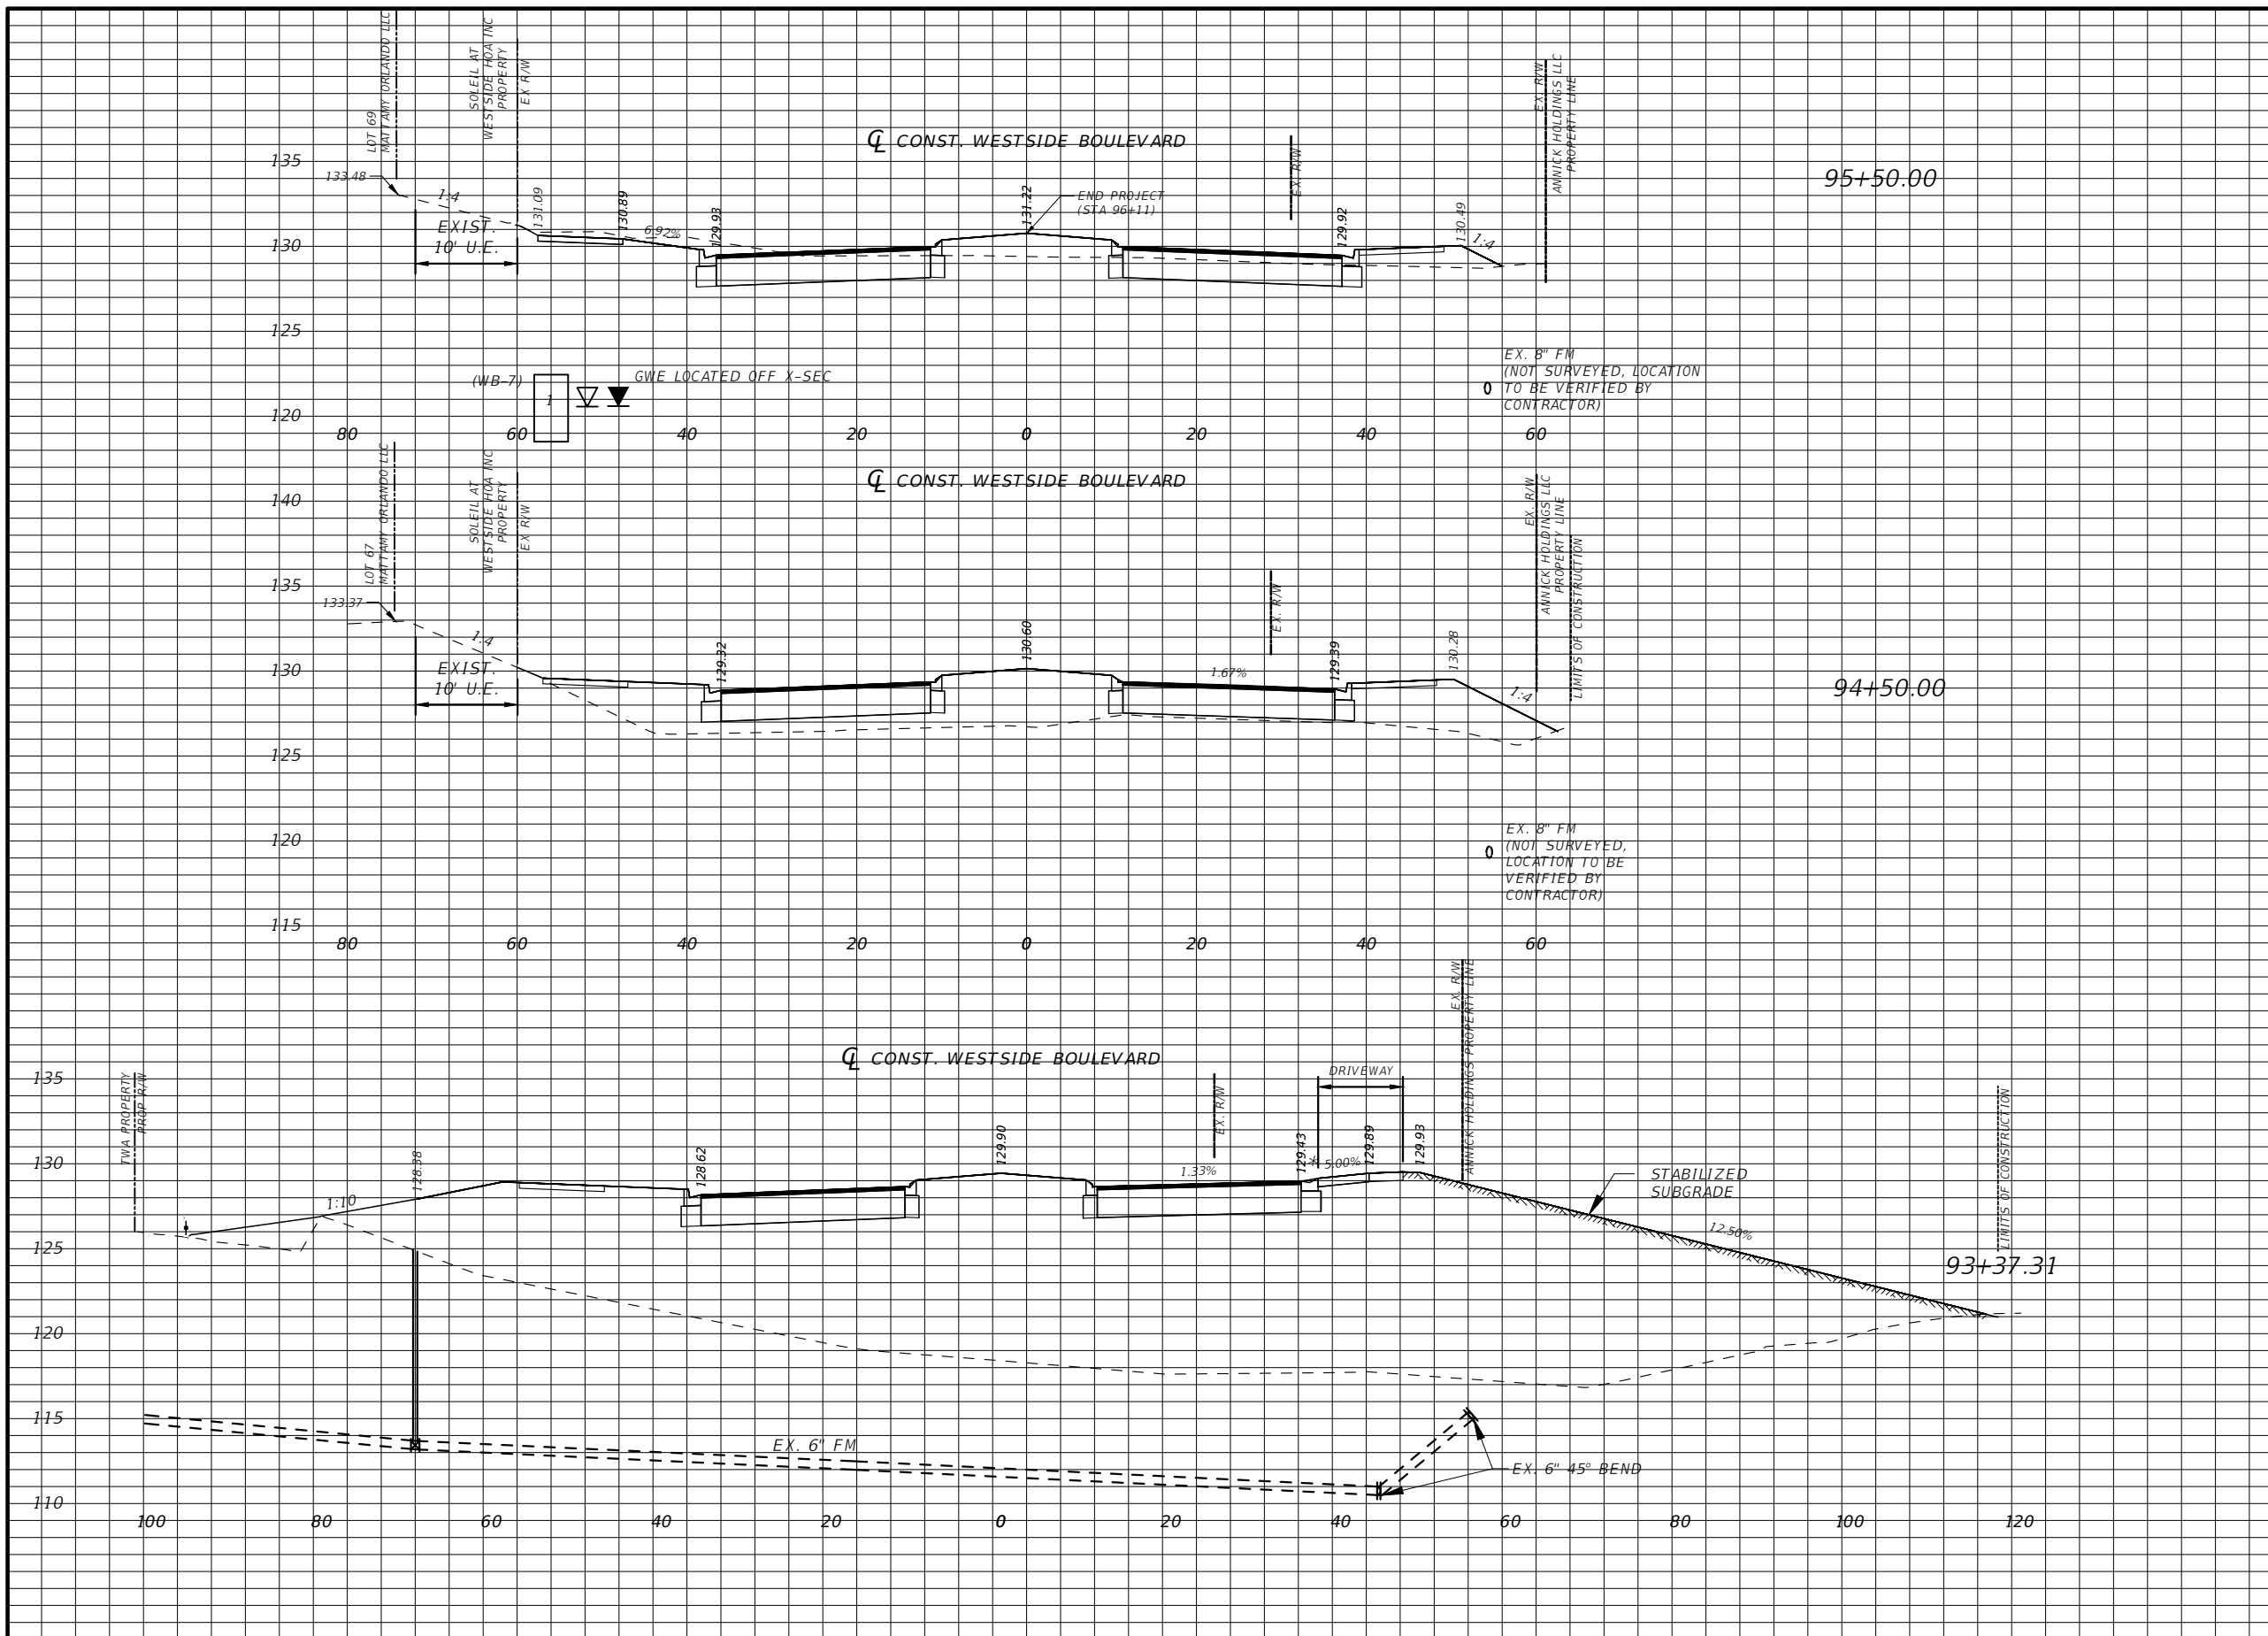 LOT 69
MATTAMY ORLANDO LLC
SOLEIL AT
WESTSIDE HOA INC
PROPERTY
EX R/W
EX. R/W
ANNICK HOLDINGS LLC
PROPERTY LINE
℄ CONST. WESTSIDE BOULEVARD
EX. R/W
95+50.00
135
130
125
120
133.48
1:4
EXIST.
10' U.E.
131.09
130.89
6.92%
129.93
131.22
END PROJECT
(STA 96+11)
129.92
130.49
1:4
(WB-7)
1
GWE LOCATED OFF X-SEC
EX. 8" FM
(NOT SURVEYED, LOCATION
TO BE VERIFIED BY
CONTRACTOR)
80 60 40 20 0 20 40 60
LOT 67
MATTAMY ORLANDO LLC
SOLEIL AT
WESTSIDE HOA INC
PROPERTY
EX R/W
℄ CONST. WESTSIDE BOULEVARD
EX. R/W
EX. R/W
ANNICK HOLDINGS LLC
PROPERTY LINE
LIMITS OF CONSTRUCTION
94+50.00
140
135
130
125
120
115
133.37
1:4
EXIST.
10' U.E.
129.32
130.60
1.67%
129.39
130.28
1:4
EX. 8" FM
(NOT SURVEYED,
LOCATION TO BE
VERIFIED BY
CONTRACTOR)
80 60 40 20 0 20 40 60
TWA PROPERTY
PROP R/W
℄ CONST. WESTSIDE BOULEVARD
EX. R/W
DRIVEWAY
EX. R/W
ANNICK HOLDINGS PROPERTY LINE
LIMITS OF CONSTRUCTION
93+37.31
135
130
125
120
115
110
1:10
128.38
128.62
129.90
1.33%
129.43
* 5.00%
129.89
129.93
STABILIZED
SUBGRADE
12.50%
EX. 6" FM
EX. 6" 45° BEND
100 80 60 40 20 0 20 40 60 80 100 120